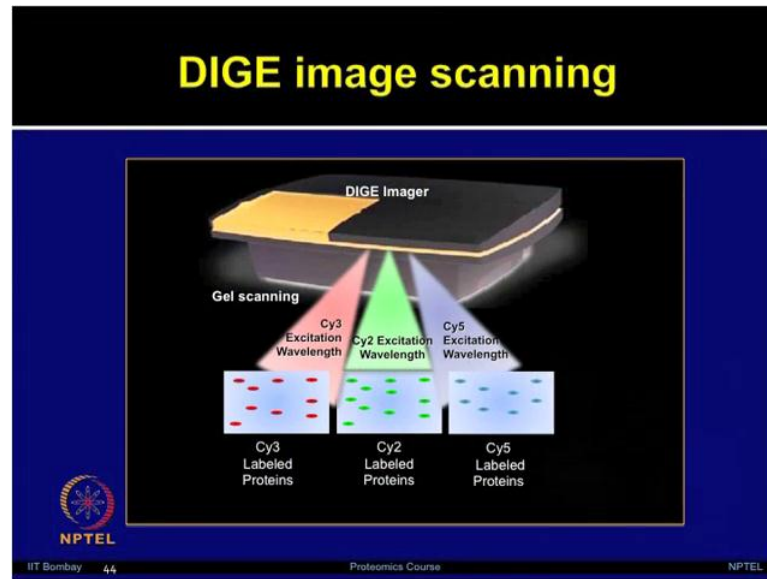 DIGE image scanning
DIGE Imager
Gel scanning
Cy3
Excitation
Wavelength
Cy2 Excitation
Wavelength
Cy5
Excitation
Wavelength
Cy3
Labeled
Proteins
Cy2
Labeled
Proteins
Cy5
Labeled
Proteins
NPTEL
IIT Bombay 44 Proteomics Course NPTEL